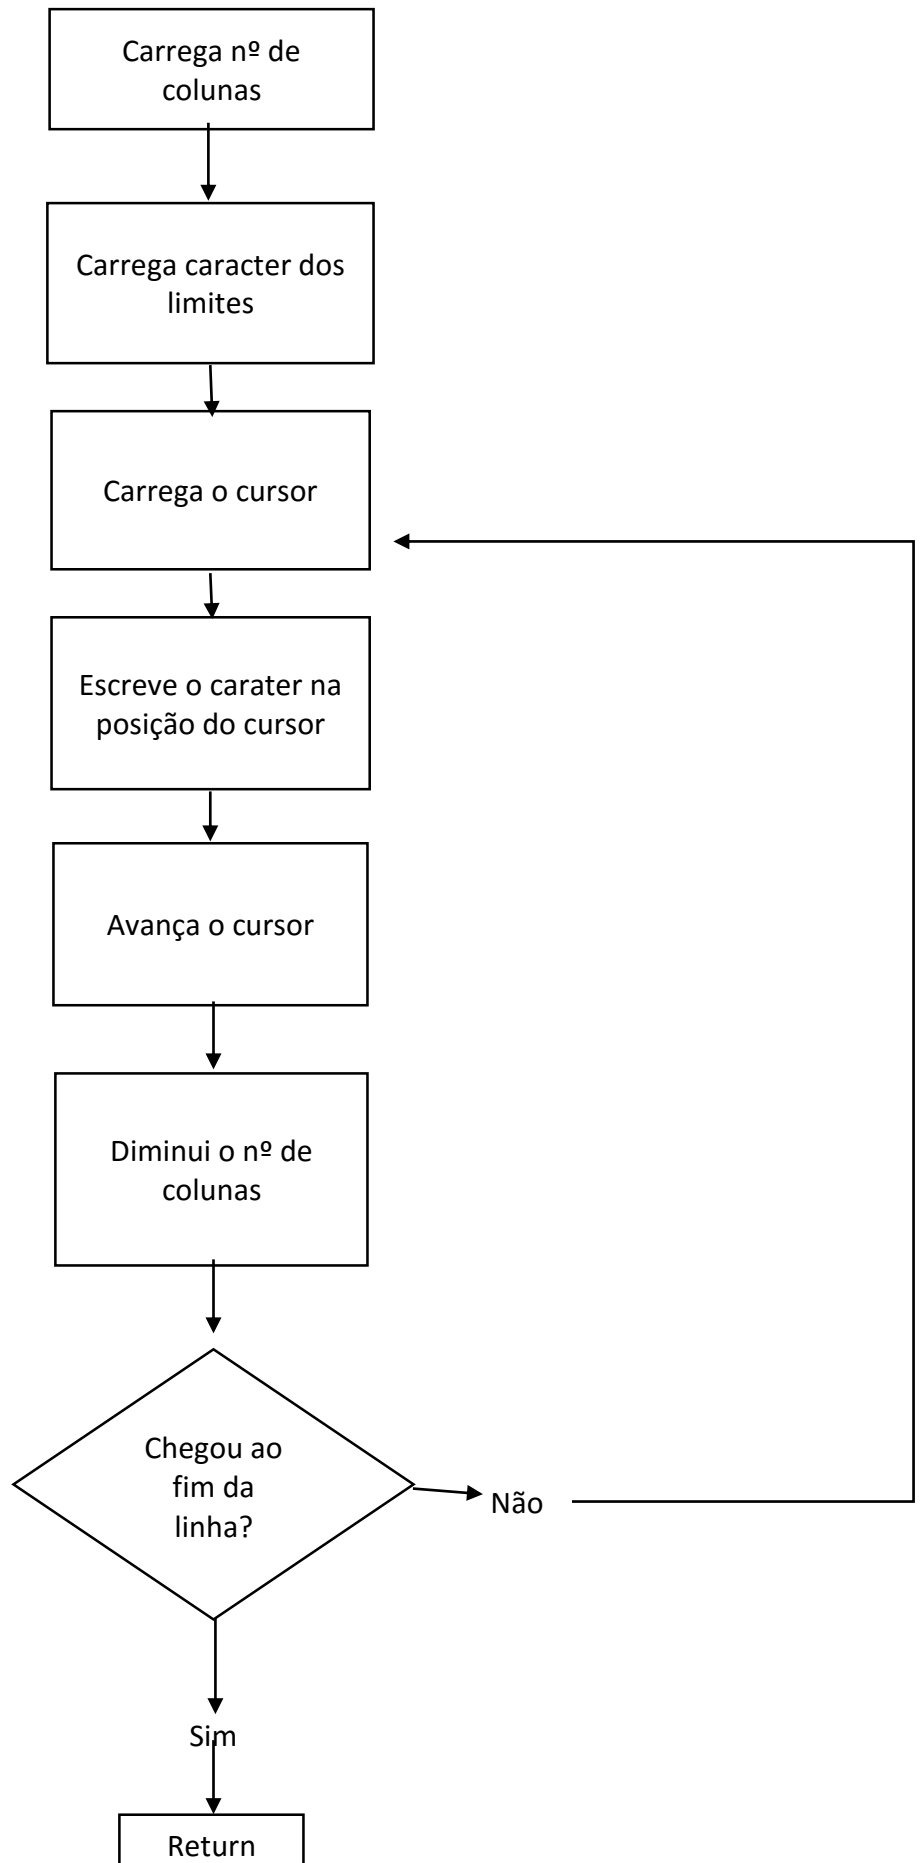 Carrega nº de
colunas
Carrega caracter dos
limites
Carrega o cursor
Escreve o carater na
posição do cursor
Avança o cursor
Diminui o nº de
colunas
Chegou ao
fim da
linha?
Não
Sim
Return